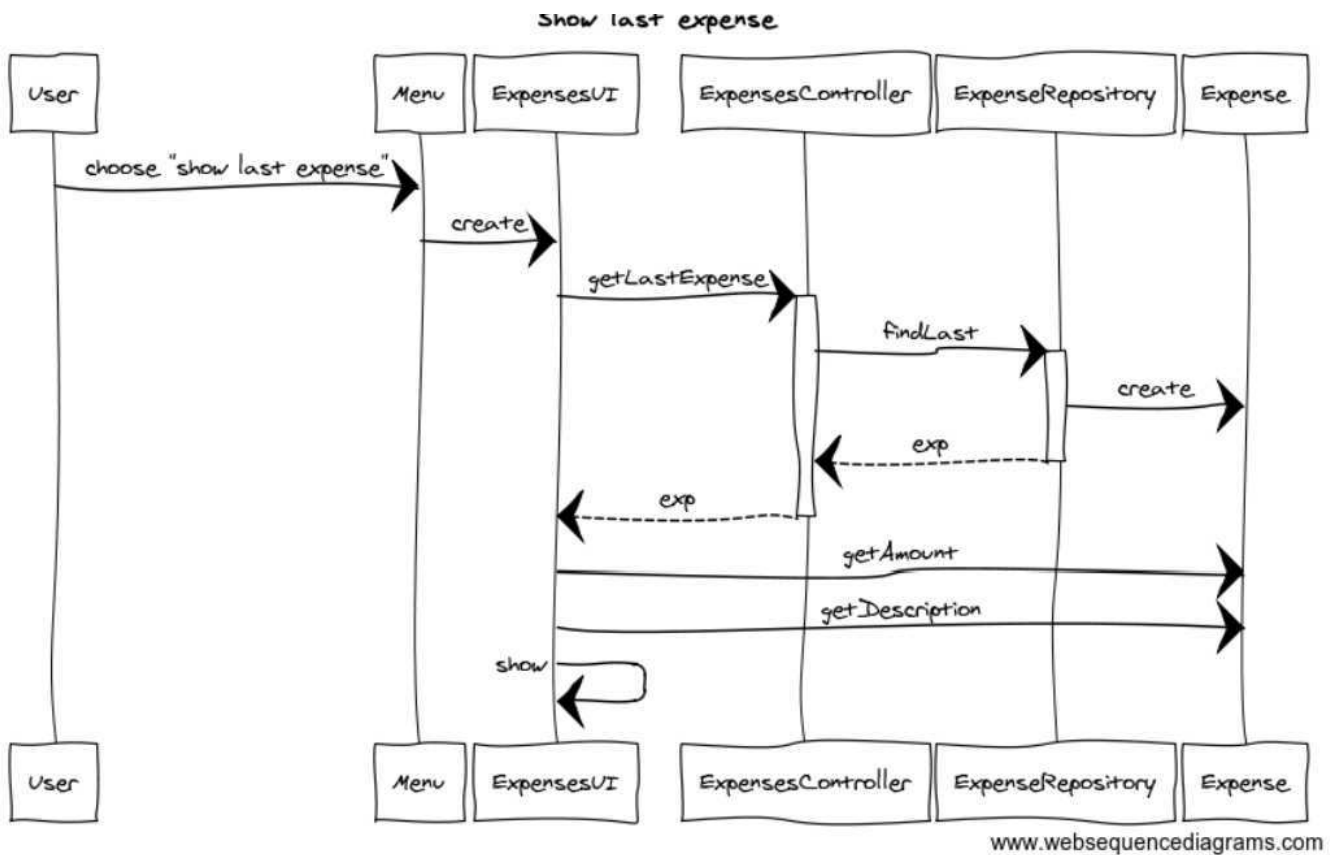 Show last expense
User
Menu
ExpensesUI
ExpensesController
ExpenseRepository
Expense
choose "show last expense"
create
getLastExpense
findLast
create
exp
exp
getAmount
getDescription
show
User
Menu
ExpensesUI
ExpensesController
ExpenseRepository
Expense
www.websequencediagrams.com